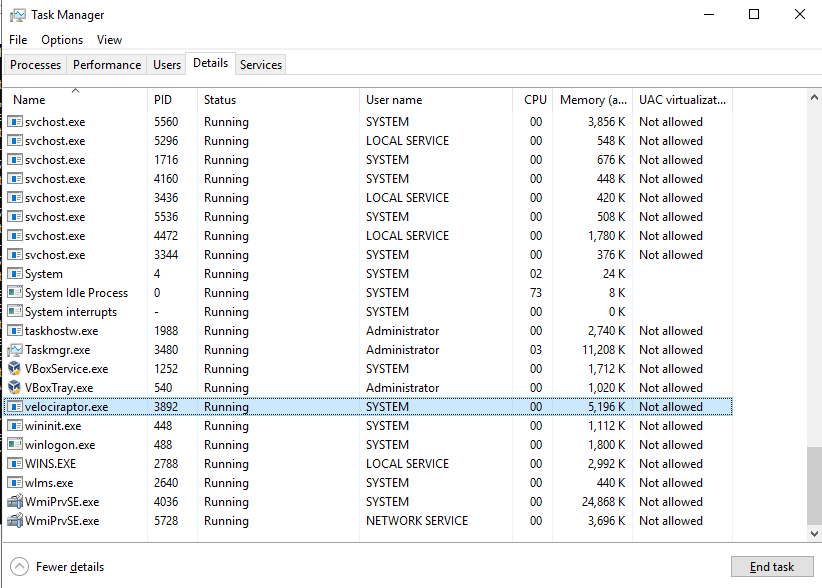 Task Manager
File Options View
Processes Performance Users Details Services
Name PID Status User name CPU Memory (a... UAC virtualizat...
svchost.exe 5560 Running SYSTEM 00 3,856 K Not allowed
svchost.exe 5296 Running LOCAL SERVICE 00 548 K Not allowed
svchost.exe 1716 Running SYSTEM 00 676 K Not allowed
svchost.exe 4160 Running SYSTEM 00 448 K Not allowed
svchost.exe 3436 Running LOCAL SERVICE 00 420 K Not allowed
svchost.exe 5536 Running SYSTEM 00 508 K Not allowed
svchost.exe 4472 Running LOCAL SERVICE 00 1,780 K Not allowed
svchost.exe 3344 Running SYSTEM 00 376 K Not allowed
System 4 Running SYSTEM 02 24 K
System Idle Process 0 Running SYSTEM 73 8 K
System interrupts - Running SYSTEM 00 0 K
taskhostw.exe 1988 Running Administrator 00 2,740 K Not allowed
Taskmgr.exe 3480 Running Administrator 03 11,208 K Not allowed
VBoxService.exe 1252 Running SYSTEM 00 1,712 K Not allowed
VBoxTray.exe 540 Running Administrator 00 1,020 K Not allowed
velociraptor.exe 3892 Running SYSTEM 00 5,196 K Not allowed
wininit.exe 448 Running SYSTEM 00 1,112 K Not allowed
winlogon.exe 488 Running SYSTEM 00 1,800 K Not allowed
WINS.EXE 2788 Running LOCAL SERVICE 00 2,992 K Not allowed
wlms.exe 2640 Running SYSTEM 00 440 K Not allowed
WmiPrvSE.exe 4036 Running SYSTEM 00 24,868 K Not allowed
WmiPrvSE.exe 5728 Running NETWORK SERVICE 00 3,696 K Not allowed
Fewer details End task